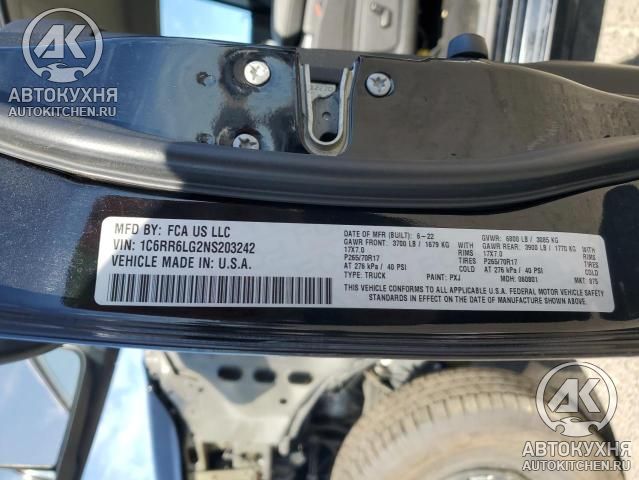 АК
АВТОКУХНЯ
AUTOKITCHEN.RU
MFD BY: FCA US LLC
VIN: 1C6RR6LG2NS203242
VEHICLE MADE IN: U.S.A.
DATE OF MFR (BUILT): 6-22
GAWR FRONT: 3700 LB / 1679 KG
17X7.0 RIMS
P265/70R17 TIRES
AT 276 kPa / 40 PSI
TYPE: TRUCK
PAINT: PXJ
GVWR: 6800 LB / 3085 KG
GAWR REAR: 3900 LB / 1770 KG
17X7.0 RIMS
P265/70R17 TIRES
AT 276 kPa / 40 PSI
MDH: 060801
MKT 975
THIS VEHICLE CONFORMS TO ALL APPLICABLE U.S.A. FEDERAL MOTOR VEHICLE SAFETY
STANDARDS IN EFFECT ON THE DATE OF MANUFACTURE SHOWN ABOVE.
АК
АВТОКУХНЯ
AUTOKITCHEN.RU